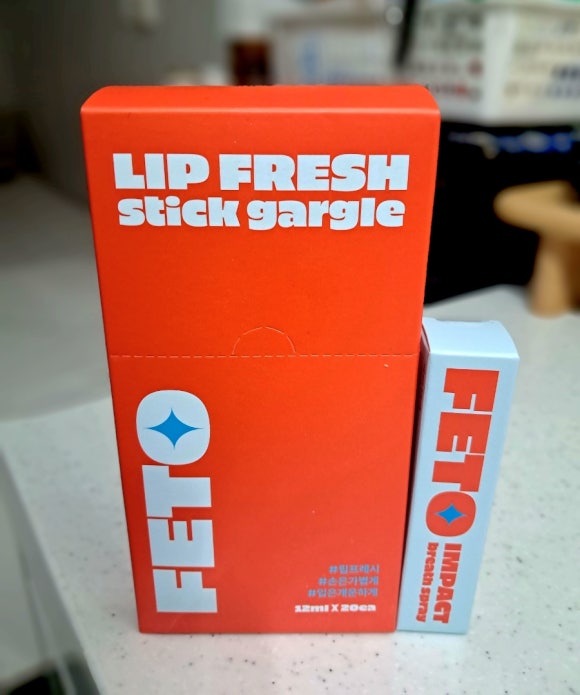 LIP FRESH
stick gargle
FETO
#립프레시
#손은가볍게
#입은개운하게
12ml X 20ea
FETO IMPACT
breath spray